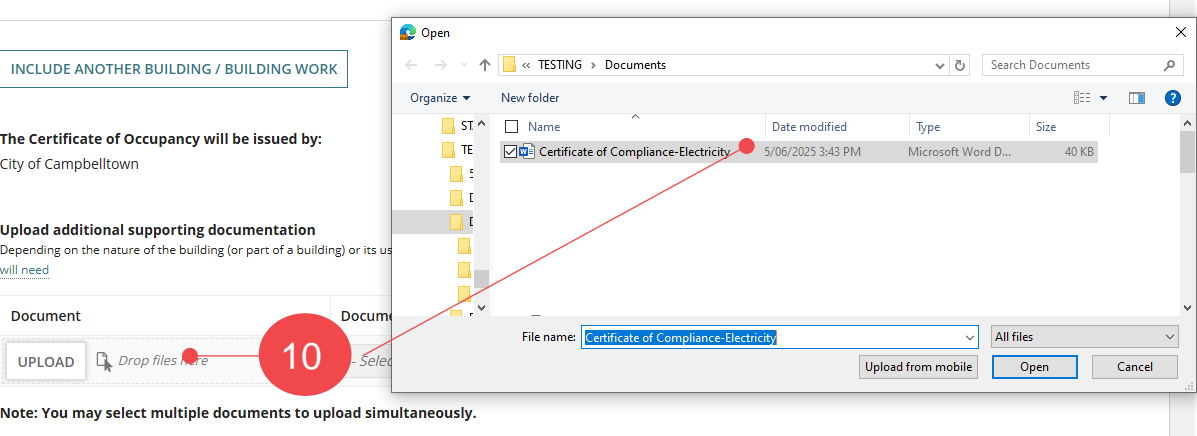 INCLUDE ANOTHER BUILDING / BUILDING WORK
The Certificate of Occupancy will be issued by:
City of Campbelltown
Upload additional supporting documentation
Depending on the nature of the building (or part of a building) or its us
will need
Document
Docume
UPLOAD
Drop files here
- Selec
10
Note: You may select multiple documents to upload simultaneously.
Open
« TESTING > Documents
Search Documents
Organize
New folder
Name
Date modified
Type
Size
Certificate of Compliance-Electricity
5/06/2025 3:43 PM
Microsoft Word D...
40 KB
ST
TE
5
D
D
File name:
Certificate of Compliance-Electricity
All files
Upload from mobile
Open
Cancel